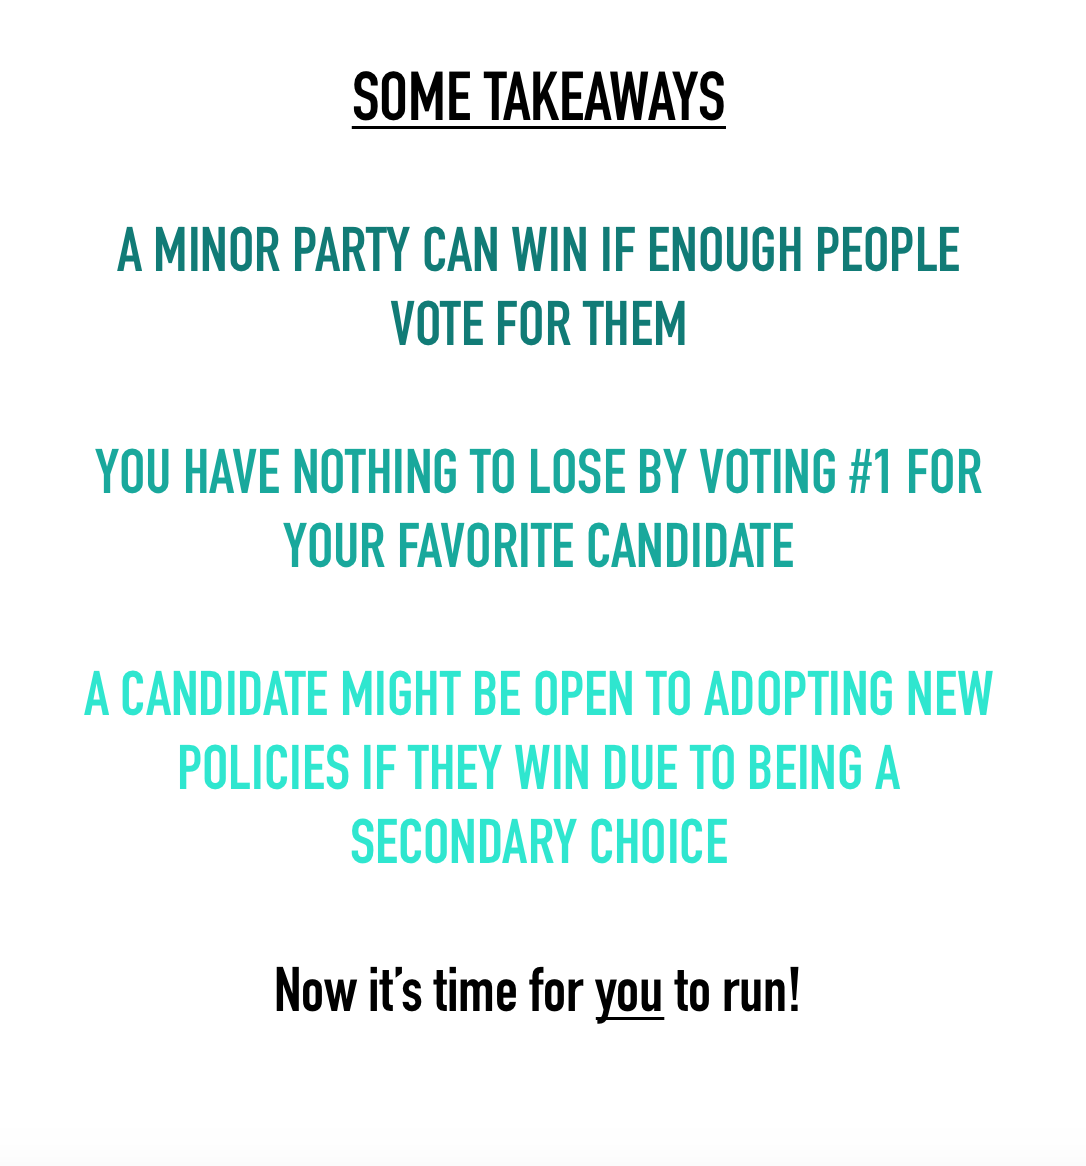 SOME TAKEAWAYS
A MINOR PARTY CAN WIN IF ENOUGH PEOPLE
VOTE FOR THEM
YOU HAVE NOTHING TO LOSE BY VOTING #1 FOR
YOUR FAVORITE CANDIDATE
A CANDIDATE MIGHT BE OPEN TO ADOPTING NEW
POLICIES IF THEY WIN DUE TO BEING A
SECONDARY CHOICE
Now it’s time for you to run!